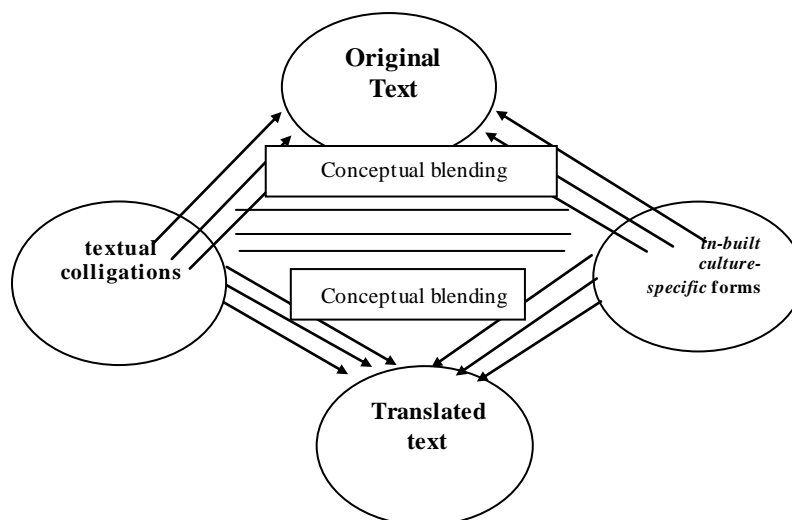 Original
Text
Conceptual blending
textual
colligations
in-built
culture-
specific forms
Conceptual blending
Translated
text